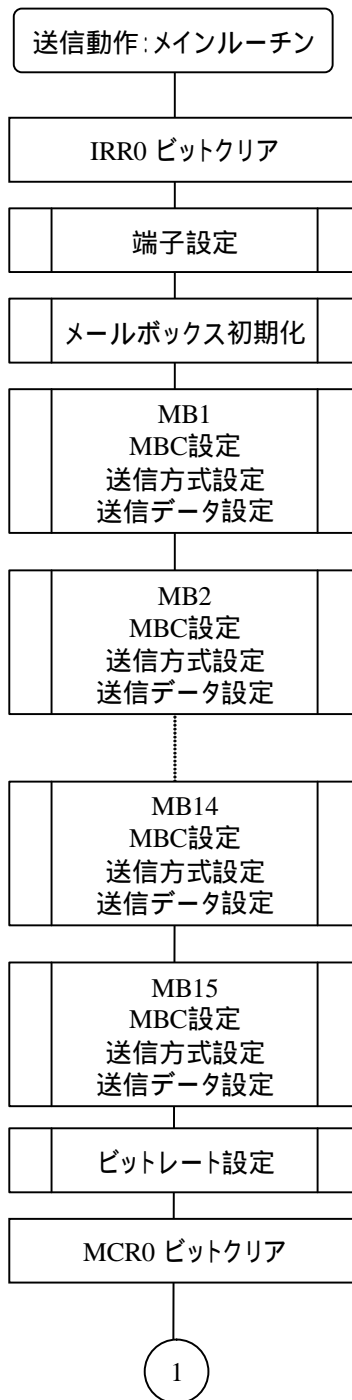 送信動作:メインルーチン
IRR0 ビットクリア
端子設定
メールボックス初期化
MB1
MBC設定
送信方式設定
送信データ設定
MB2
MBC設定
送信方式設定
送信データ設定
MB14
MBC設定
送信方式設定
送信データ設定
MB15
MBC設定
送信方式設定
送信データ設定
ビットレート設定
MCR0 ビットクリア
1